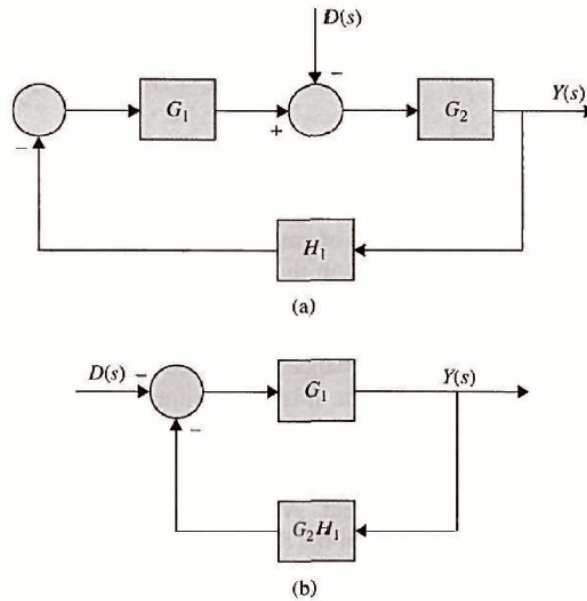 D(s)
−
G₁
+
G₂
Y(s)
−
H₁
(a)
D(s) −
G₁
Y(s)
−
G₂H₁
(b)